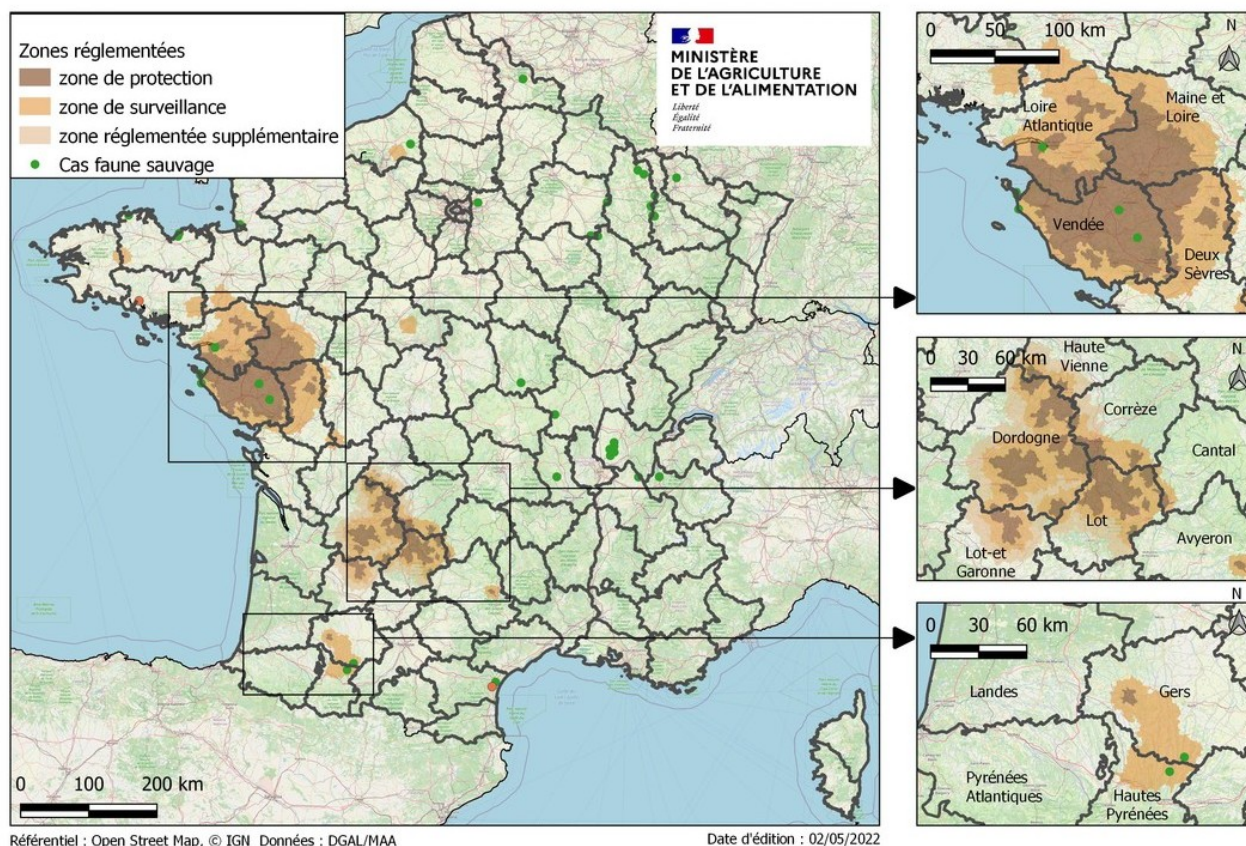 Zones réglementées
zone de protection
zone de surveillance
zone réglementée supplémentaire
Cas faune sauvage
MINISTÈRE
DE L'AGRICULTURE
ET DE L'ALIMENTATION
Liberté
Égalité
Fraternité
0 100 200 km
Référentiel : Open Street Map, © IGN Données : DGAL/MAA
Date d'édition : 02/05/2022
0 50 100 km
N
Loire
Atlantique
Maine et
Loire
Vendée
Deux
Sèvres
0 30 60 km
N
Haute
Vienne
Corrèze
Dordogne
Cantal
Lot
Lot-et
Garonne
Avyeron
N
0 30 60 km
Landes
Gers
Pyrénées
Atlantiques
Hautes
Pyrénées